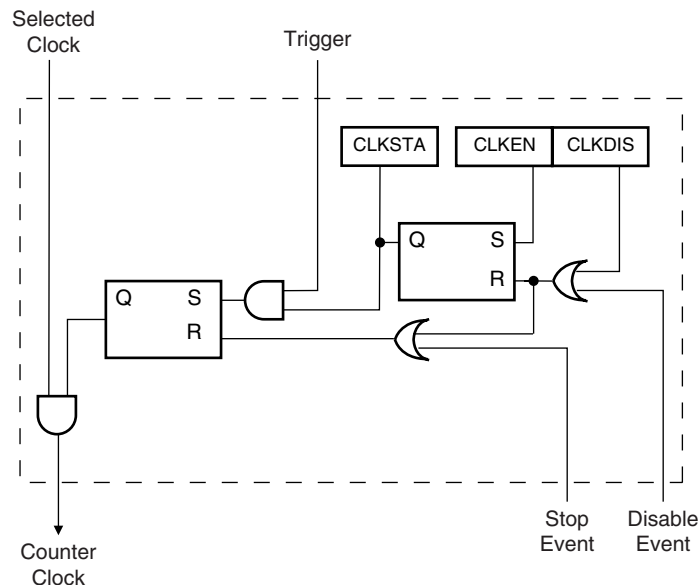 Selected
Clock
Trigger
CLKSTA
CLKEN
CLKDIS
Q
S
R
Q
S
R
Stop
Event
Disable
Event
Counter
Clock